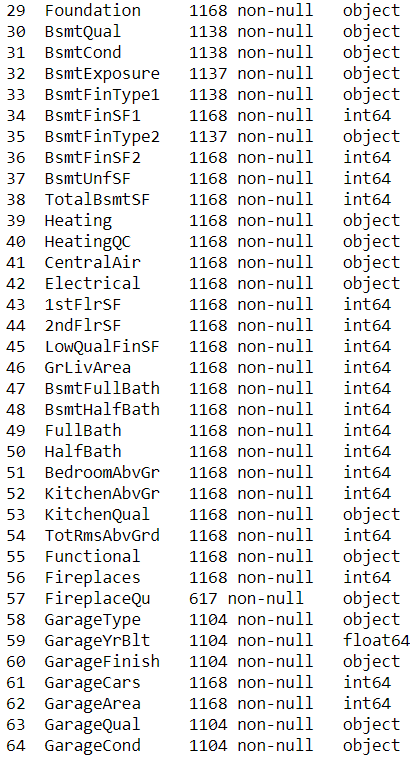 29 Foundation 1168 non-null object
30 BsmtQual 1138 non-null object
31 BsmtCond 1138 non-null object
32 BsmtExposure 1137 non-null object
33 BsmtFinType1 1138 non-null object
34 BsmtFinSF1 1168 non-null int64
35 BsmtFinType2 1137 non-null object
36 BsmtFinSF2 1168 non-null int64
37 BsmtUnfSF 1168 non-null int64
38 TotalBsmtSF 1168 non-null int64
39 Heating 1168 non-null object
40 HeatingQC 1168 non-null object
41 CentralAir 1168 non-null object
42 Electrical 1168 non-null object
43 1stFlrSF 1168 non-null int64
44 2ndFlrSF 1168 non-null int64
45 LowQualFinSF 1168 non-null int64
46 GrLivArea 1168 non-null int64
47 BsmtFullBath 1168 non-null int64
48 BsmtHalfBath 1168 non-null int64
49 FullBath 1168 non-null int64
50 HalfBath 1168 non-null int64
51 BedroomAbvGr 1168 non-null int64
52 KitchenAbvGr 1168 non-null int64
53 KitchenQual 1168 non-null object
54 TotRmsAbvGrd 1168 non-null int64
55 Functional 1168 non-null object
56 Fireplaces 1168 non-null int64
57 FireplaceQu 617 non-null object
58 GarageType 1104 non-null object
59 GarageYrBlt 1104 non-null float64
60 GarageFinish 1104 non-null object
61 GarageCars 1168 non-null int64
62 GarageArea 1168 non-null int64
63 GarageQual 1104 non-null object
64 GarageCond 1104 non-null object